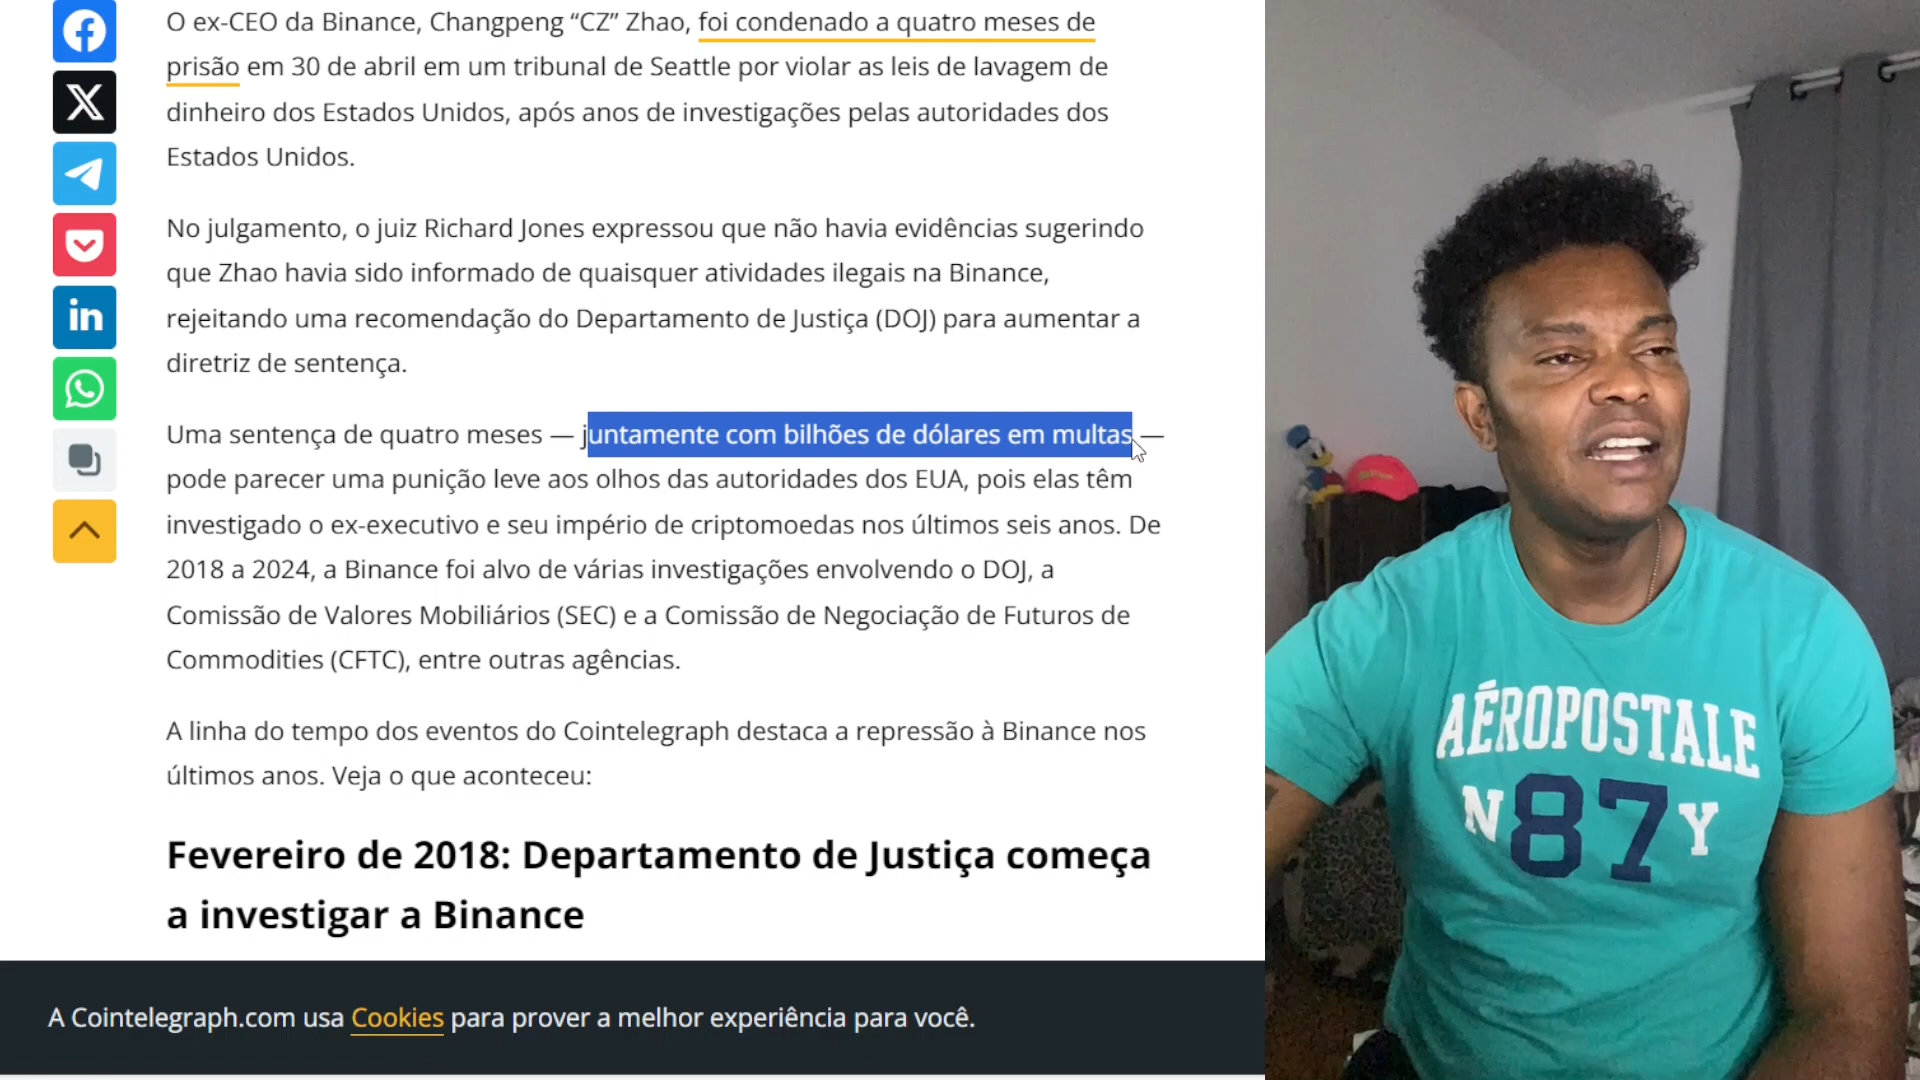 O ex-CEO da Binance, Changpeng “CZ” Zhao, foi condenado a quatro meses de
prisão em 30 de abril em um tribunal de Seattle por violar as leis de lavagem de
dinheiro dos Estados Unidos, após anos de investigações pelas autoridades dos
Estados Unidos.
No julgamento, o juiz Richard Jones expressou que não havia evidências sugerindo
que Zhao havia sido informado de quaisquer atividades ilegais na Binance,
rejeitando uma recomendação do Departamento de Justiça (DOJ) para aumentar a
diretriz de sentença.
Uma sentença de quatro meses — juntamente com bilhões de dólares em multas —
pode parecer uma punição leve aos olhos das autoridades dos EUA, pois elas têm
investigado o ex-executivo e seu império de criptomoedas nos últimos seis anos. De
2018 a 2024, a Binance foi alvo de várias investigações envolvendo o DOJ, a
Comissão de Valores Mobiliários (SEC) e a Comissão de Negociação de Futuros de
Commodities (CFTC), entre outras agências.
A linha do tempo dos eventos do Cointelegraph destaca a repressão à Binance nos
últimos anos. Veja o que aconteceu:
Fevereiro de 2018: Departamento de Justiça começa
a investigar a Binance
A Cointelegraph.com usa Cookies para prover a melhor experiência para você.
in
AÉROPOSTALE
N87Y